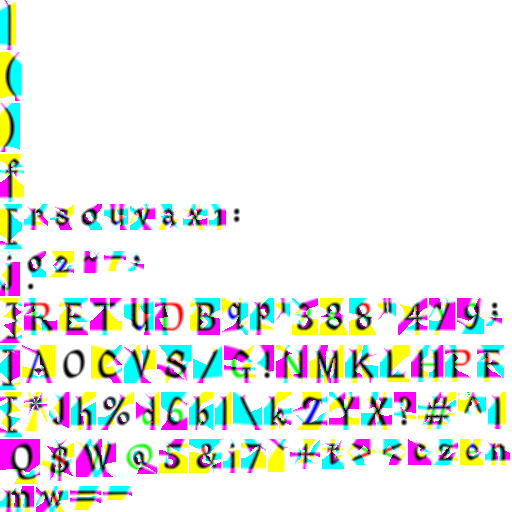 |
(
)
f
[ r s o u v a x ı :
j g 2 ~ - ;
] R E T U D B q p ' 3 8 8 " 4 y 9 ;
] A O C V S / G ! N M K L H P F
[ * J h % d 6 b l \ k Z Y X ? # ^ 1
Q $ W @ 5 & i 7 ` + t > < c z e n
m w = –